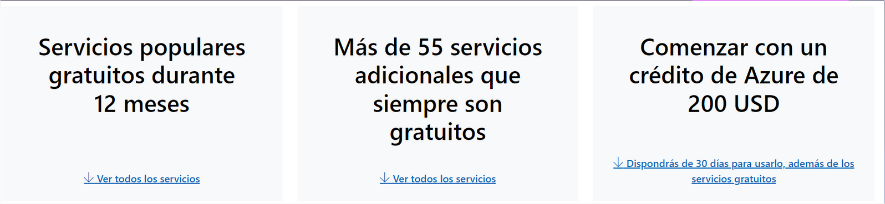 Servicios populares
gratuitos durante
12 meses
↓ Ver todos los servicios
Más de 55 servicios
adicionales que
siempre son
gratuitos
↓ Ver todos los servicios
Comenzar con un
crédito de Azure de
200 USD
↓ Dispondrás de 30 días para usarlo, además de los
servicios gratuitos